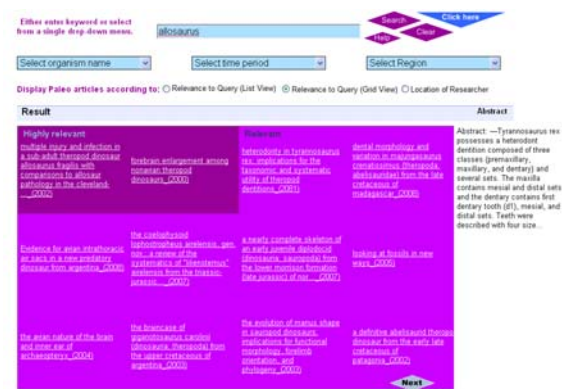 Either enter keyword or select
from a single drop-down menu.
allosaurus
Search
Clear
Help
Click here
Select organism name
Select time period
Select Region
Display Paleo articles according to: Relevance to Query (List View) Relevance to Query (Grid View) Location of Researcher
Result
Abstract
Highly relevant
Relevant
multiple injury and infection in
a sub-adult theropod dinosaur
allosaurus fragilis with
comparisons to allosaur
pathology in the cleveland-
..._(2002)
forebrain enlargement among
nonavian theropod
dinosaurs_(2000)
heterodonty in tyrannosaurus
rex: implications for the
taxonomic and systematic
utility of theropod
dentitions_(2001)
dental morphology and
variation in majungasaurus
crenatissimus (theropoda,
abelisauridae) from the late
cretaceous of
madagascar_(2006)
Abstract: —Tyrannosaurus rex
possesses a heterodont
dentition composed of three
classes (premaxillary,
maxillary, and dentary) and
several sets. The maxilla
contains mesial and distal sets
and the dentary contains first
dentary tooth (d1), mesial, and
distal sets. Teeth were
described with four size...
Evidence for avian intrathoracic
air sacs in a new predatory
dinosaur from argentina_(2008)
the coelophysoid
lophostropheus airelensis, gen.
nov.: a review of the
systematics of "liliensternus"
airelensis from the triassic-
jurassic ..._(2007)
a nearly complete skeleton of
an early juvenile diplodocid
(dinosauria: sauropoda) from
the lower morrison formation
(late jurassic) of nor ..._(2007)
looking at fossils in new
ways_(2005)
the avian nature of the brain
and inner ear of
archaeopteryx_(2004)
the braincase of
giganotosaurus carolinii
(dinosauria: theropoda) from
the upper cretaceous of
argentina_(2003)
the evolution of manus shape
in sauropod dinosaurs:
implications for functional
morphology, forelimb
orientation, and
phylogeny_(2003)
a definitive abelisaurid theropod
dinosaur from the early late
cretaceous of
patagonia_(2002)
Next